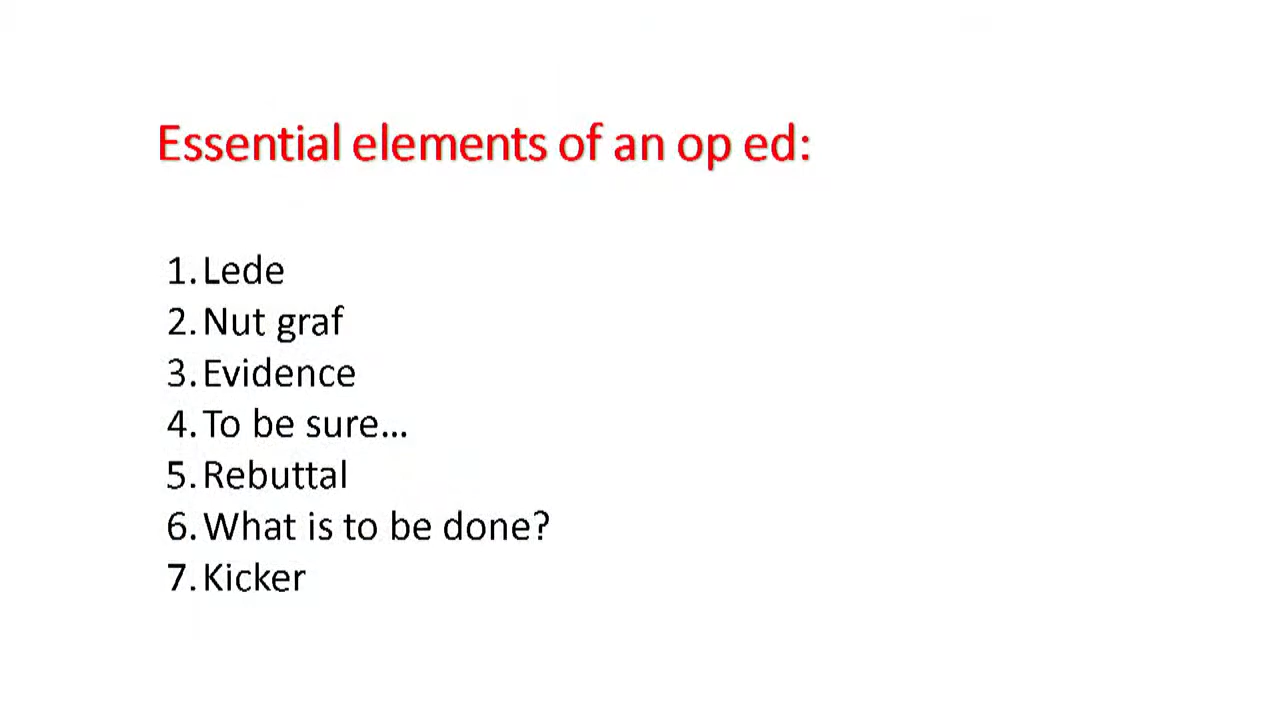 Essential elements of an op ed:
1. Lede
2. Nut graf
3. Evidence
4. To be sure...
5. Rebuttal
6. What is to be done?
7. Kicker